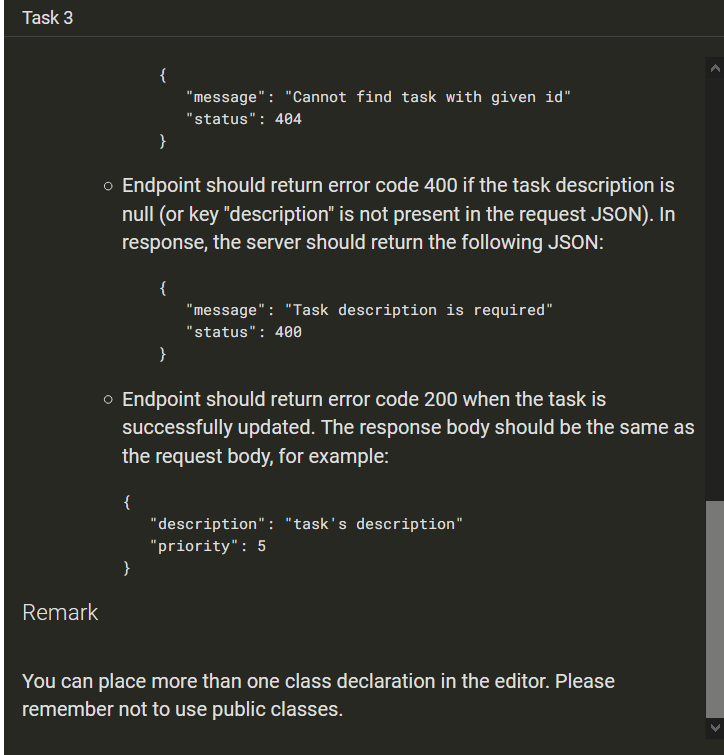 Task 3
{
"message": "Cannot find task with given id"
"status": 404
}
Endpoint should return error code 400 if the task description is
null (or key "description" is not present in the request JSON). In
response, the server should return the following JSON:
{
"message": "Task description is required"
"status": 400
}
Endpoint should return error code 200 when the task is
successfully updated. The response body should be the same as
the request body, for example:
{
"description": "task's description"
"priority": 5
}
Remark
You can place more than one class declaration in the editor. Please
remember not to use public classes.